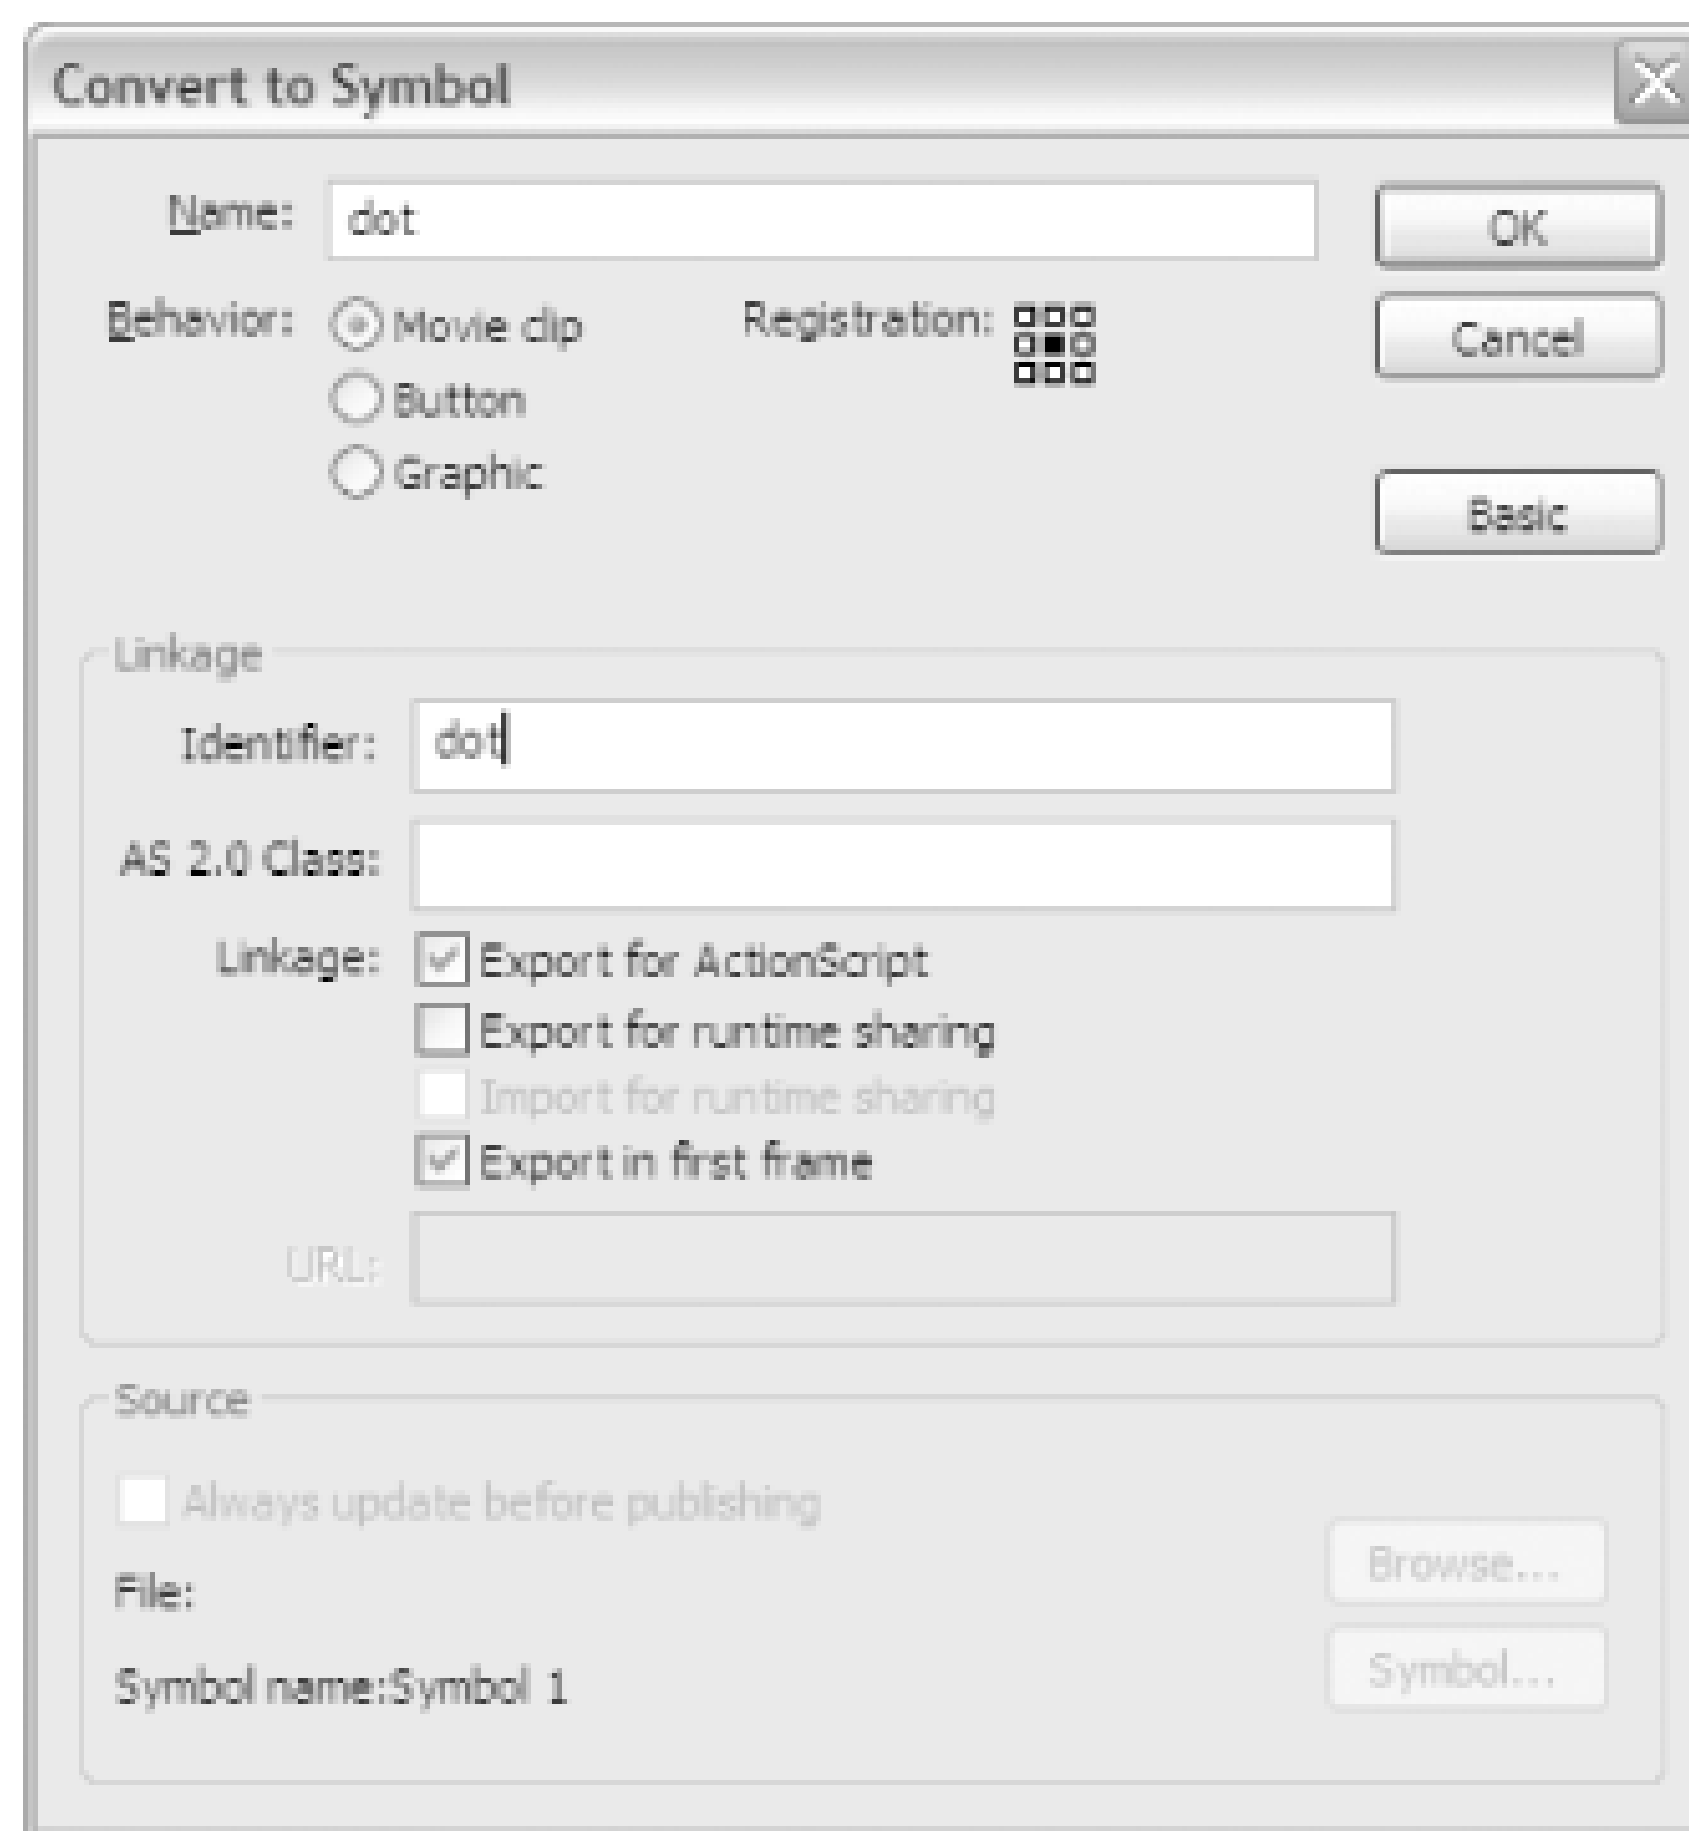 Convert to Symbol
Name: dot
OK
Behavior: Movie clip
Registration:
Cancel
Button
Graphic
Basic
Linkage
Identifier: dot
AS 2.0 Class:
Linkage: Export for ActionScript
Export for runtime sharing
Import for runtime sharing
Export in first frame
URL:
Source
Always update before publishing
Browse...
File:
Symbol...
Symbol name:Symbol 1